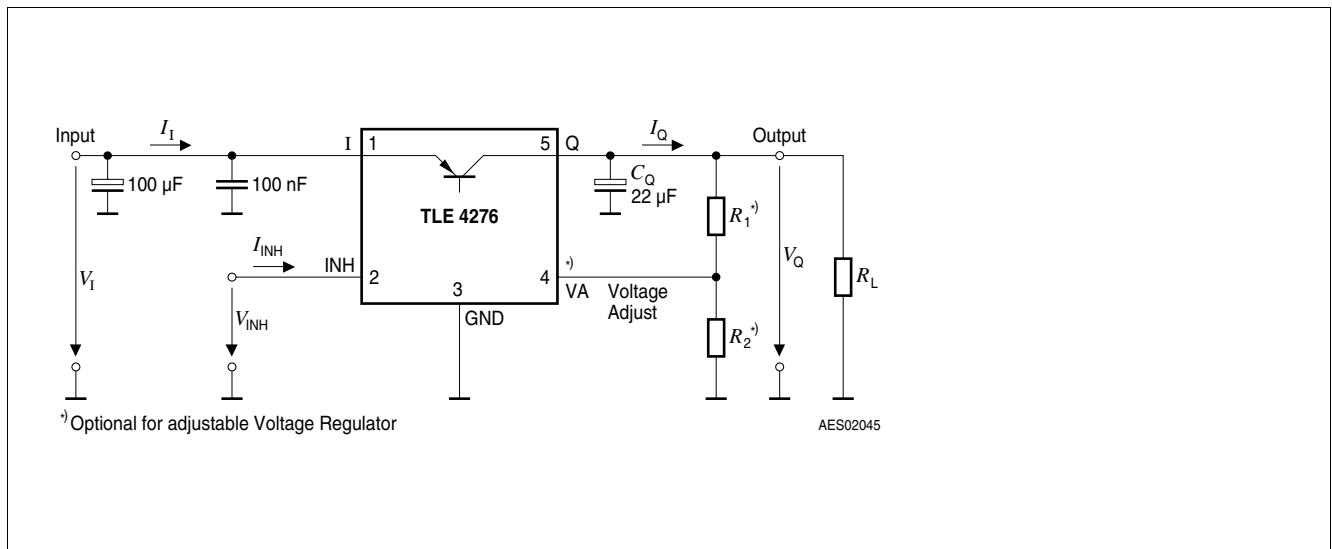 Input
I_I
I
1
5
Q
I_Q
Output
100 µF
100 nF
C_Q
22 µF
TLE 4276
R_1*)
I_INH
INH
2
3
4
*)
VA
Voltage
Adjust
V_Q
R_L
V_I
V_INH
GND
R_2*)
*) Optional for adjustable Voltage Regulator
AES02045